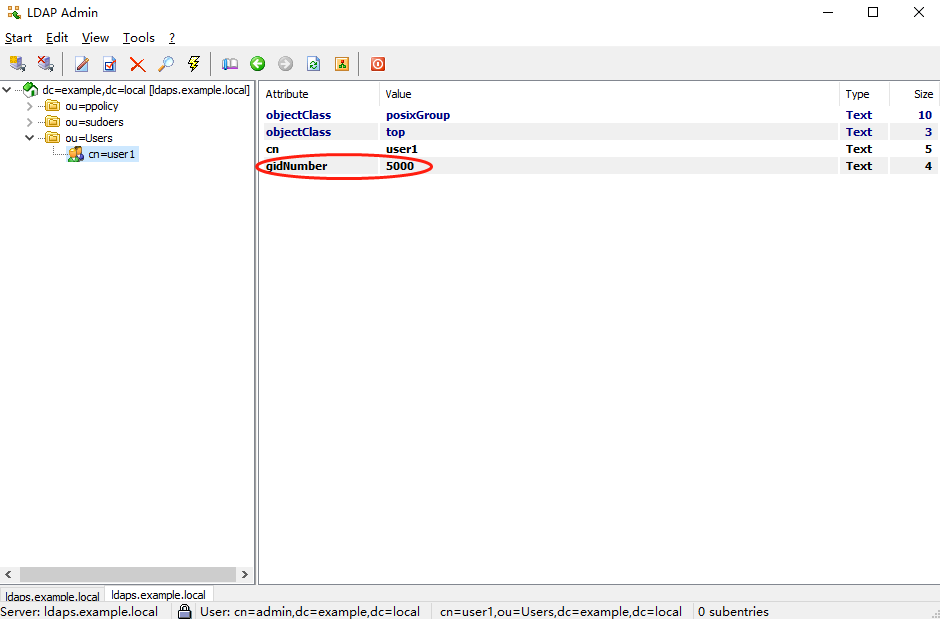 LDAP Admin
Start Edit View Tools ?
dc=example,dc=local [ldaps.example.local]
ou=ppolicy
ou=sudoers
ou=Users
cn=user1
Attribute Value Type Size
objectClass posixGroup Text 10
objectClass top Text 3
cn user1 Text 5
gidNumber 5000 Text 4
ldaps.example.local ldaps.example.local
Server: ldaps.example.local User: cn=admin,dc=example,dc=local cn=user1,ou=Users,dc=example,dc=local 0 subentries